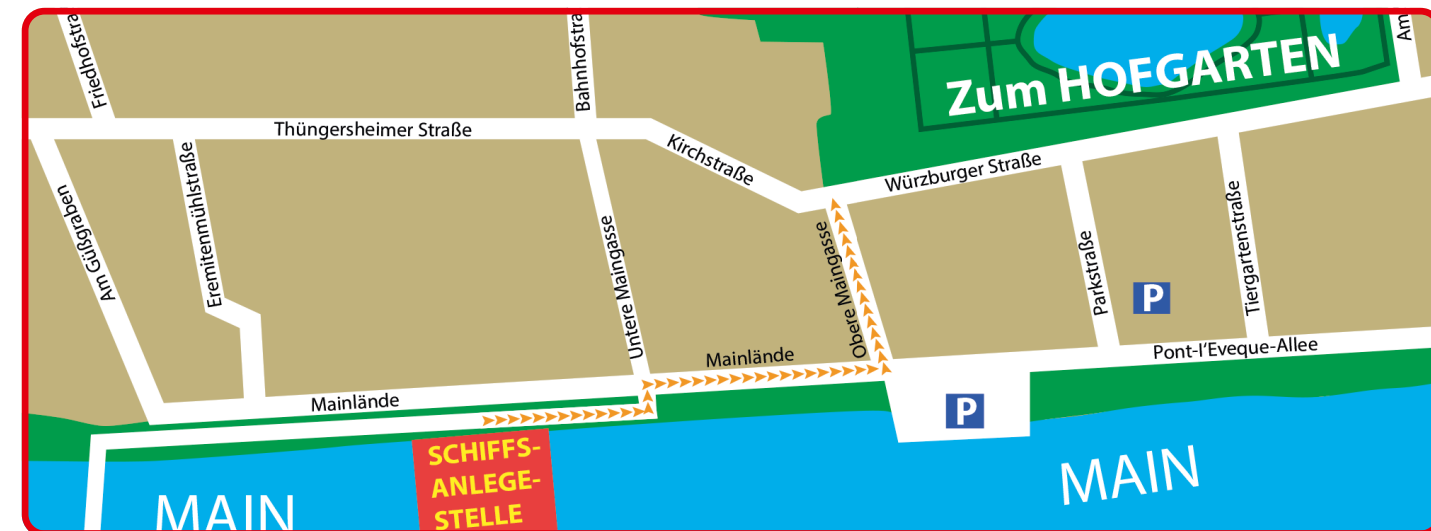 Friedhofstra
Bahnhofstra
Am
Zum HOFGARTEN
Thüngersheimer Straße
Kirchstraße
Würzburger Straße
Am Güßgraben
Eremitenmühlstraße
Untere Maingasse
Obere Maingasse
Parkstraße
Tiergartenstraße
P
Mainlände
Pont-l'Eveque-Allee
Mainlände
P
SCHIFFS-
ANLEGE-
STELLE
MAIN
MAIN